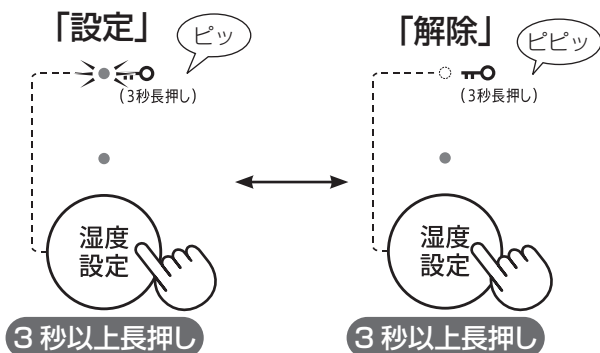 「設定」
ピッ
(3秒長押し)
湿度
設定
3秒以上長押し
「解除」
ピピッ
(3秒長押し)
湿度
設定
3秒以上長押し